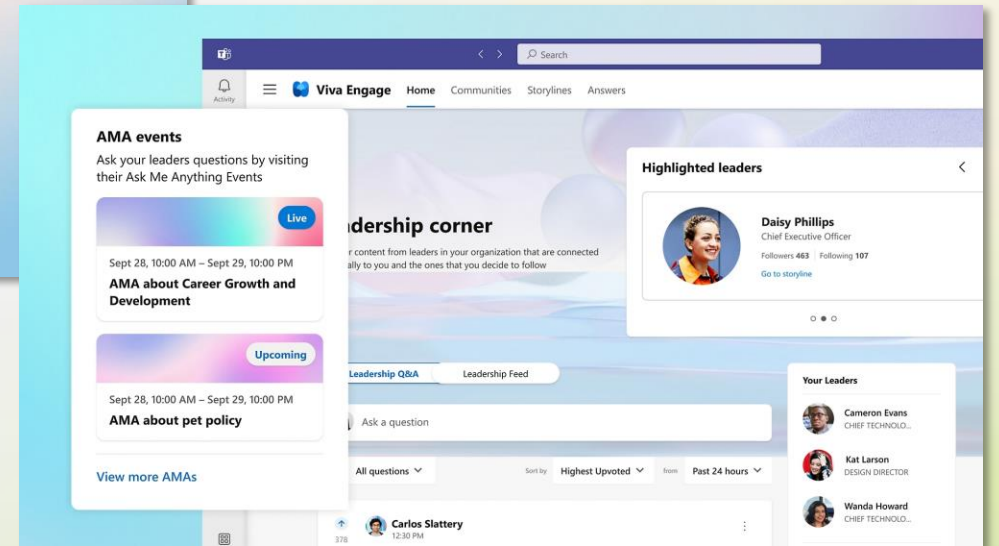 Search
Activity
Viva Engage Home Communities Storylines Answers
AMA events
Ask your leaders questions by visiting
their Ask Me Anything Events
Live
Sept 28, 10:00 AM – Sept 29, 10:00 PM
AMA about Career Growth and
Development
Upcoming
Sept 28, 10:00 AM – Sept 29, 10:00 PM
AMA about pet policy
View more AMAs
dership corner
r content from leaders in your organization that are connected
ally to you and the ones that you decide to follow
Highlighted leaders
Daisy Phillips
Chief Executive Officer
Followers 463 Following 107
Go to storyline
Leadership Q&A Leadership Feed
Ask a question
All questions Sort by Highest Upvoted from Past 24 hours
Carlos Slattery
12:30 PM
378
Your Leaders
Cameron Evans
CHIEF TECHNOLO...
Kat Larson
DESIGN DIRECTOR
Wanda Howard
CHIEF TECHNOLO...